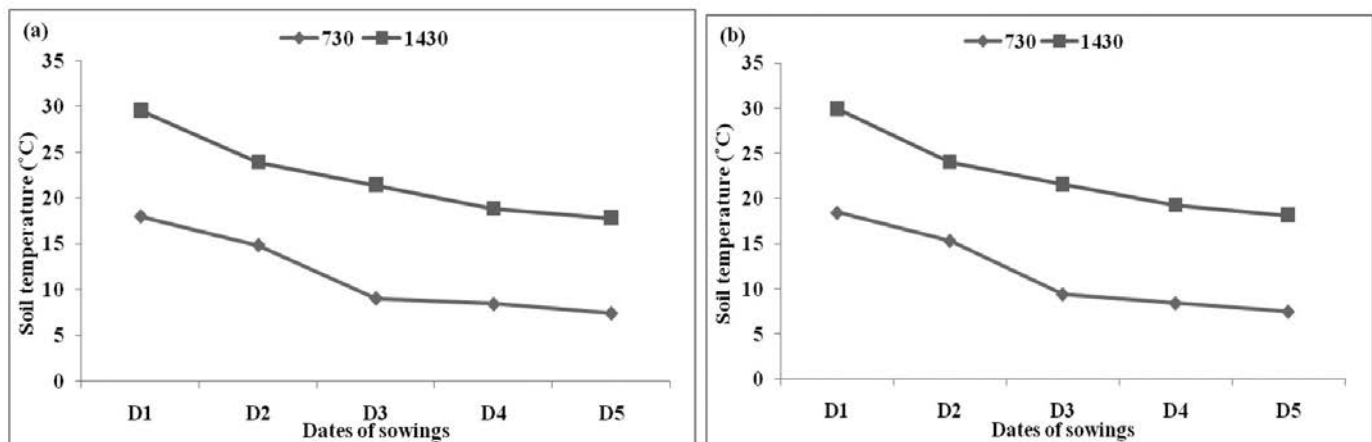 (a)
730 1430
35
30
25
20
15
10
5
0
Soil temperature (˚C)
D1 D2 D3 D4 D5
Dates of sowings
(b)
730 1430
35
30
25
20
15
10
5
0
Soil temperature (˚C)
D1 D2 D3 D4 D5
Dates of sowings